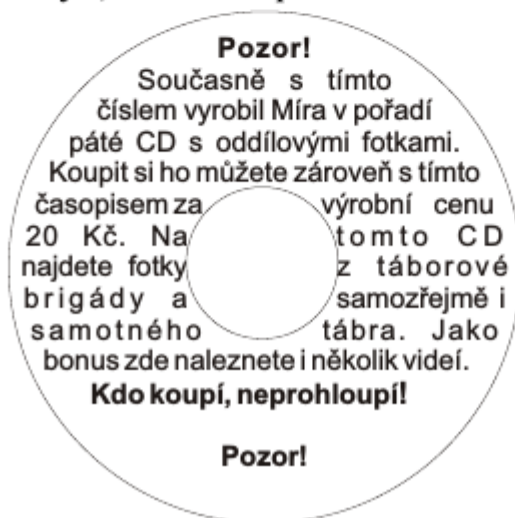 Pozor!
Současně s tímto
číslem vyrobil Míra v pořadí
páté CD s oddílovými fotkami.
Koupit si ho můžete zároveň s tímto
časopisem za výrobní cenu
20 Kč. Na tomto CD
najdete fotky z táborové
brigády a samozřejmě i
samotného tábra. Jako
bonus zde naleznete i několik videí.
Kdo koupí, neprohloupí!
Pozor!